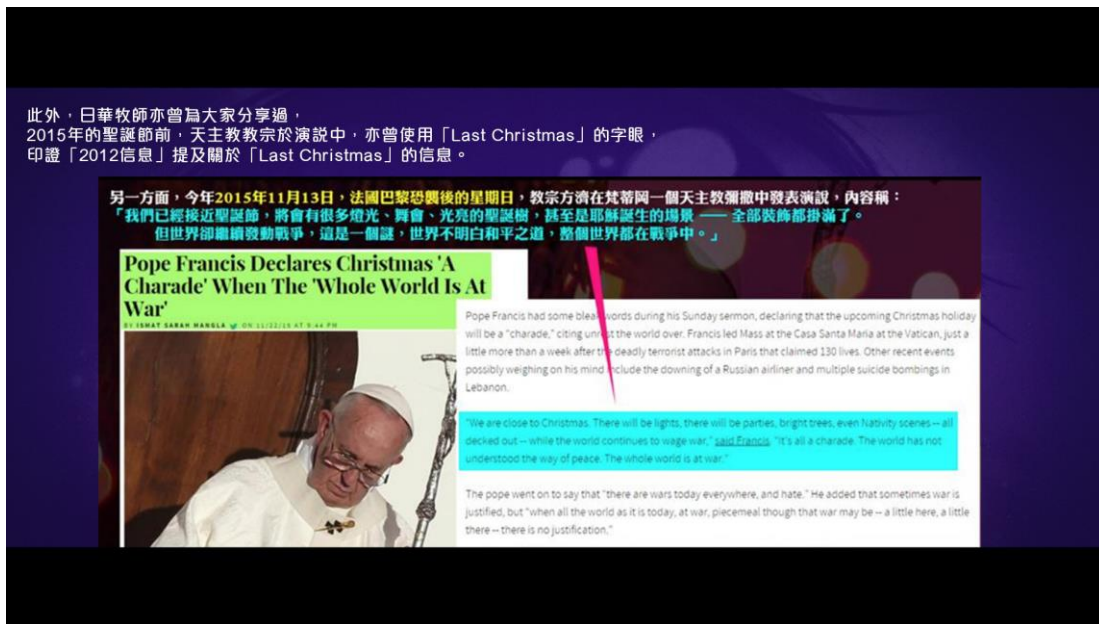 此外，日華牧師亦曾為大家分享過，
2015年的聖誕節前，天主教教宗於演說中，亦曾使用「Last Christmas」的字眼，
印證「2012信息」提及關於「Last Christmas」的信息。
另一方面，今年2015年11月13日，法國巴黎恐襲後的星期日，教宗方濟在梵蒂岡一個天主教彌撒中發表演說，內容稱：
「我們已經接近聖誕節，將會有很多燈光、舞會、光亮的聖誕樹，甚至是耶穌誕生的場景 —— 全部裝飾都掛滿了。
但世界卻繼續發動戰爭，這是一個謎，世界不明白和平之道，整個世界都在戰爭中。」
Pope Francis Declares Christmas 'A
Charade' When The 'Whole World Is At
War'
BY ISMAT SARAH MANGLA ON 11/22/15 AT 5:44 PM
Pope Francis had some bleak words during his Sunday sermon, declaring that the upcoming Christmas holiday
will be a "charade," citing unrest the world over. Francis led Mass at the Casa Santa Maria at the Vatican, just a
little more than a week after the deadly terrorist attacks in Paris that claimed 130 lives. Other recent events
possibly weighing on his mind include the downing of a Russian airliner and multiple suicide bombings in
Lebanon.
"We are close to Christmas. There will be lights, there will be parties, bright trees, even Nativity scenes -- all
decked out -- while the world continues to wage war," said Francis. "It's all a charade. The world has not
understood the way of peace. The whole world is at war."
The pope went on to say that "there are wars today everywhere, and hate." He added that sometimes war is
justified, but "when all the world as it is today, at war, piecemeal though that war may be -- a little here, a little
there -- there is no justification."